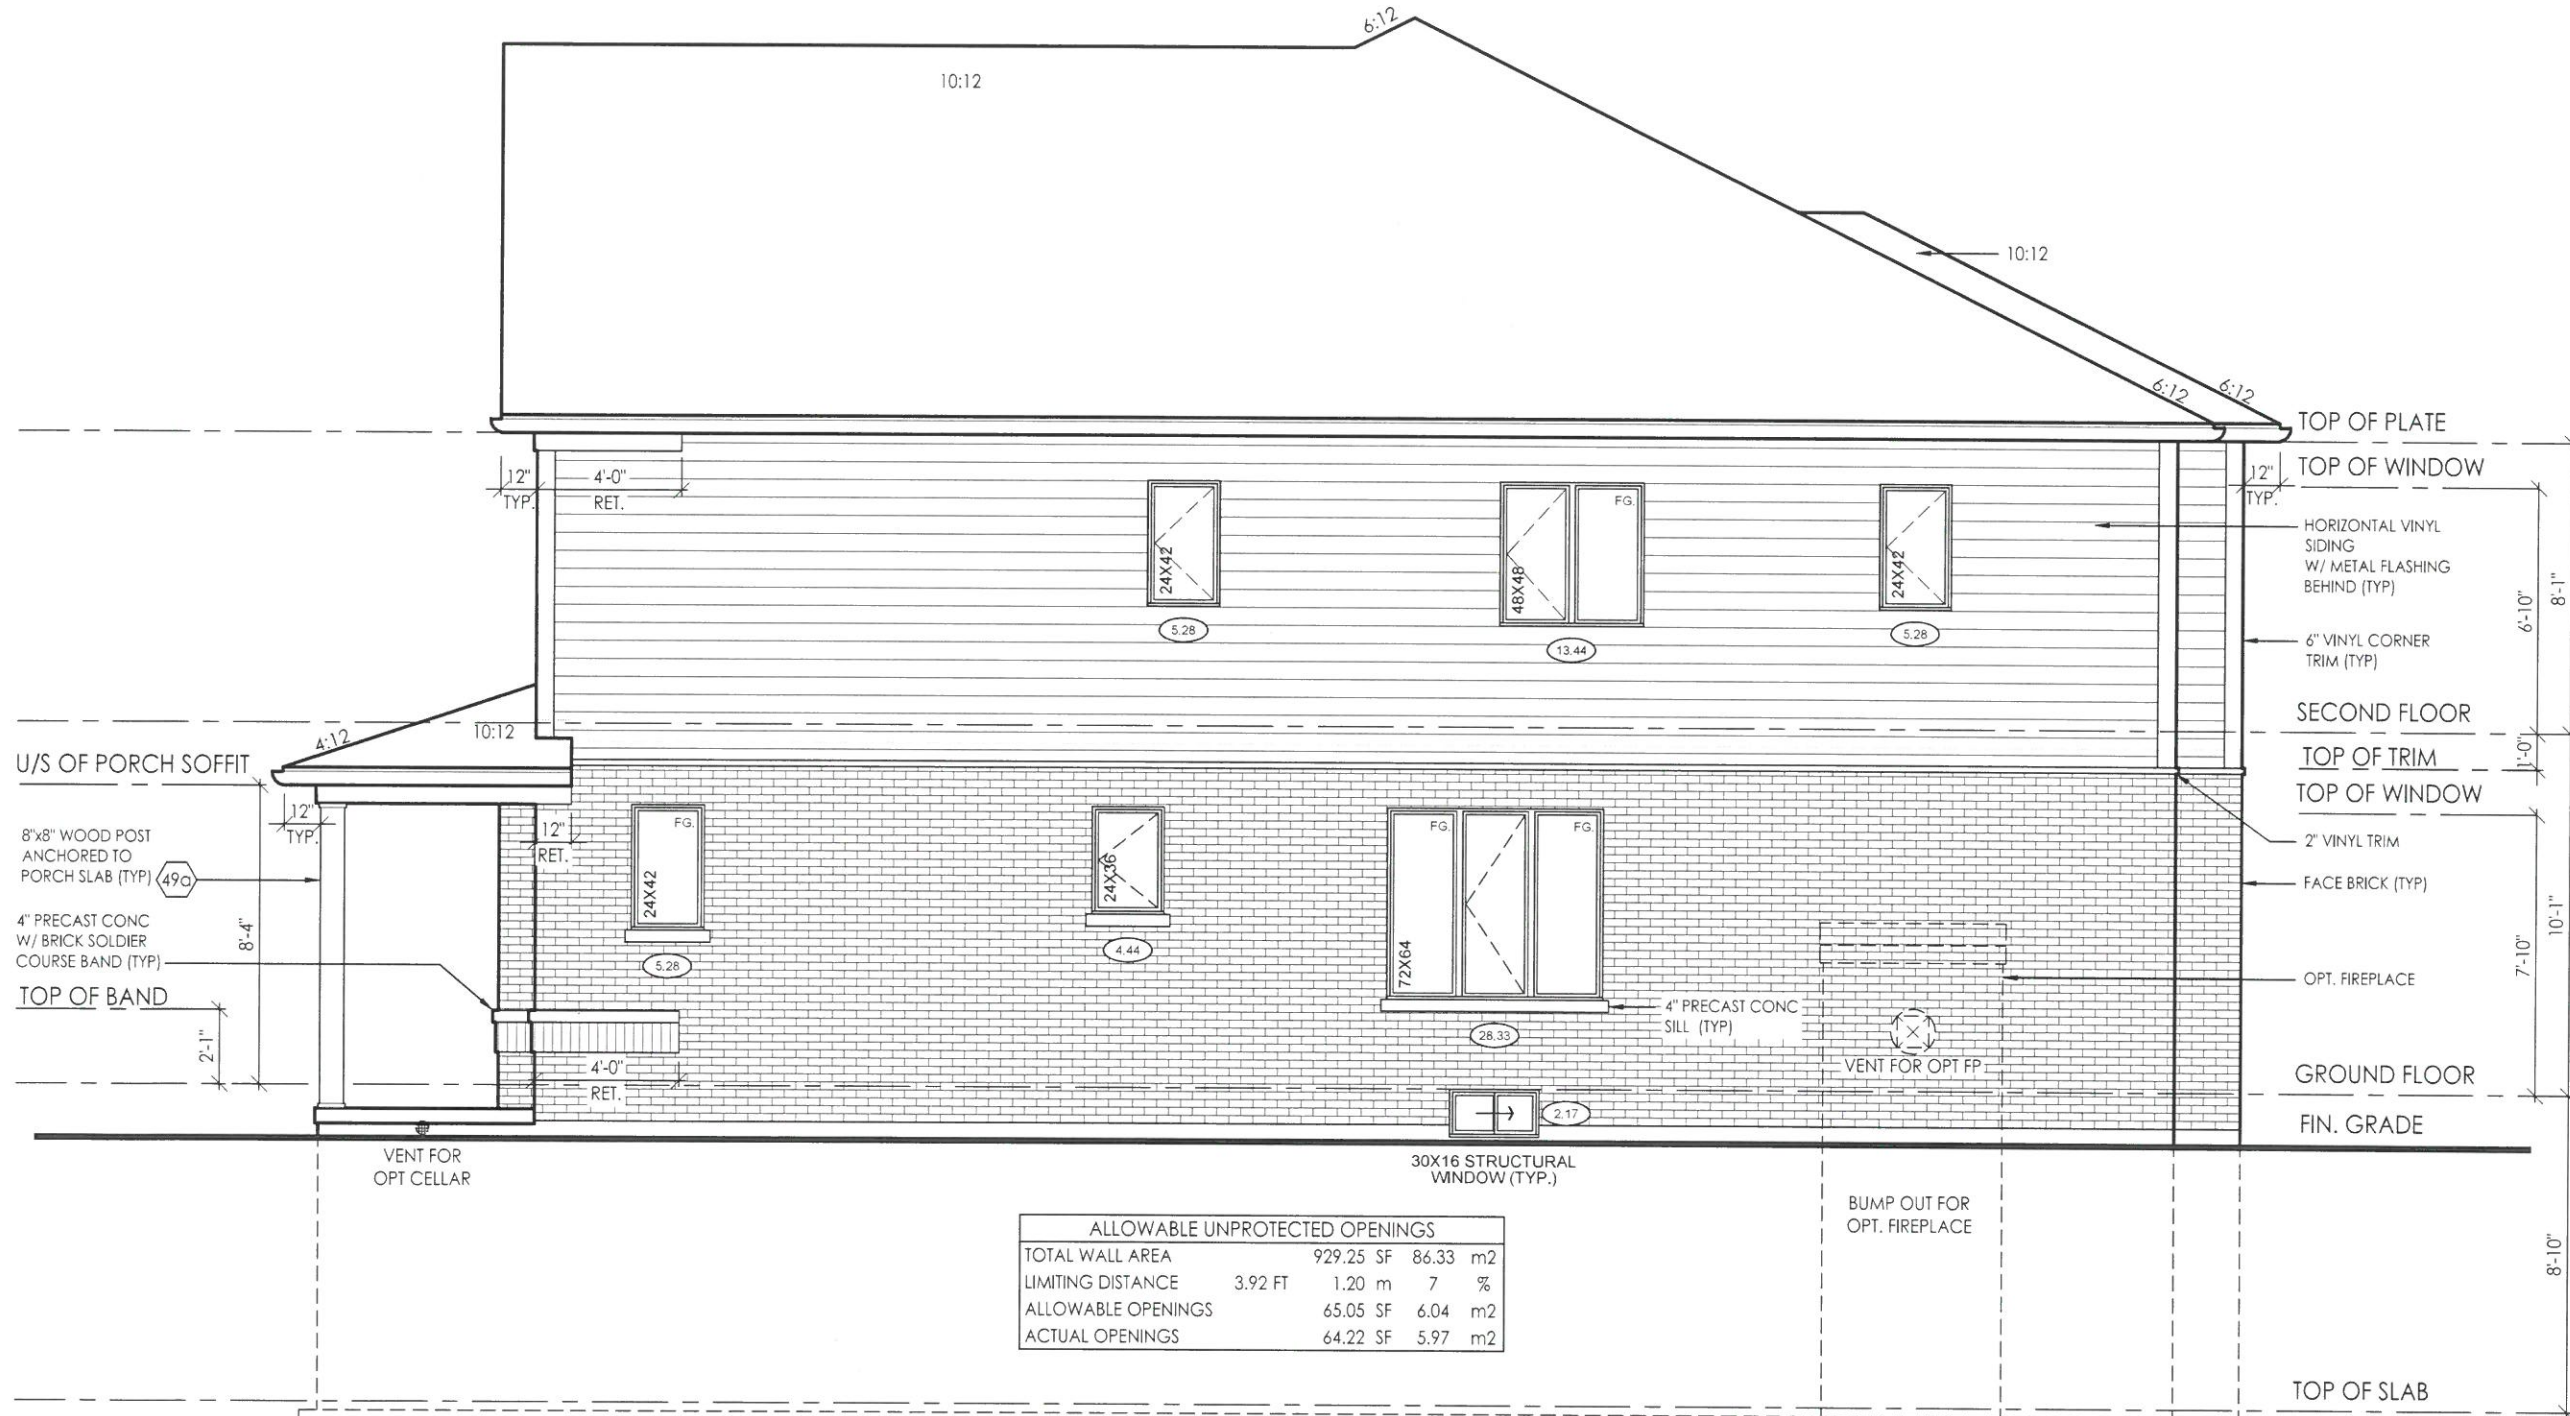 6:12
10:12
10:12
6:12
6:12
TOP OF PLATE
12"
TYP.
4'-0"
RET.
TOP OF WINDOW
12"
TYP.
24X42
5.28
48X48
FG.
13.44
24X42
5.28
HORIZONTAL VINYL
SIDING
W/ METAL FLASHING
BEHIND (TYP)
6'-10"
8'-1"
6" VINYL CORNER
TRIM (TYP)
SECOND FLOOR
1'-0"
TOP OF TRIM
TOP OF WINDOW
4:12
10:12
U/S OF PORCH SOFFIT
12"
TYP.
8"x8" WOOD POST
ANCHORED TO
PORCH SLAB (TYP)
49a
4" PRECAST CONC
W/ BRICK SOLDIER
COURSE BAND (TYP)
8'-4"
TOP OF BAND
2'-1"
12"
RET.
FG.
24X42
5.28
24X36
4.44
FG.
FG.
72X64
28.33
4" PRECAST CONC
SILL (TYP)
2" VINYL TRIM
FACE BRICK (TYP)
10'-1"
7'-10"
OPT. FIREPLACE
VENT FOR OPT FP
4'-0"
RET.
GROUND FLOOR
2.17
FIN. GRADE
VENT FOR
OPT CELLAR
30X16 STRUCTURAL
WINDOW (TYP.)
BUMP OUT FOR
OPT. FIREPLACE
8'-10"
ALLOWABLE UNPROTECTED OPENINGS
TOTAL WALL AREA 929.25 SF 86.33 m2
LIMITING DISTANCE 3.92 FT 1.20 m 7 %
ALLOWABLE OPENINGS 65.05 SF 6.04 m2
ACTUAL OPENINGS 64.22 SF 5.97 m2
TOP OF SLAB